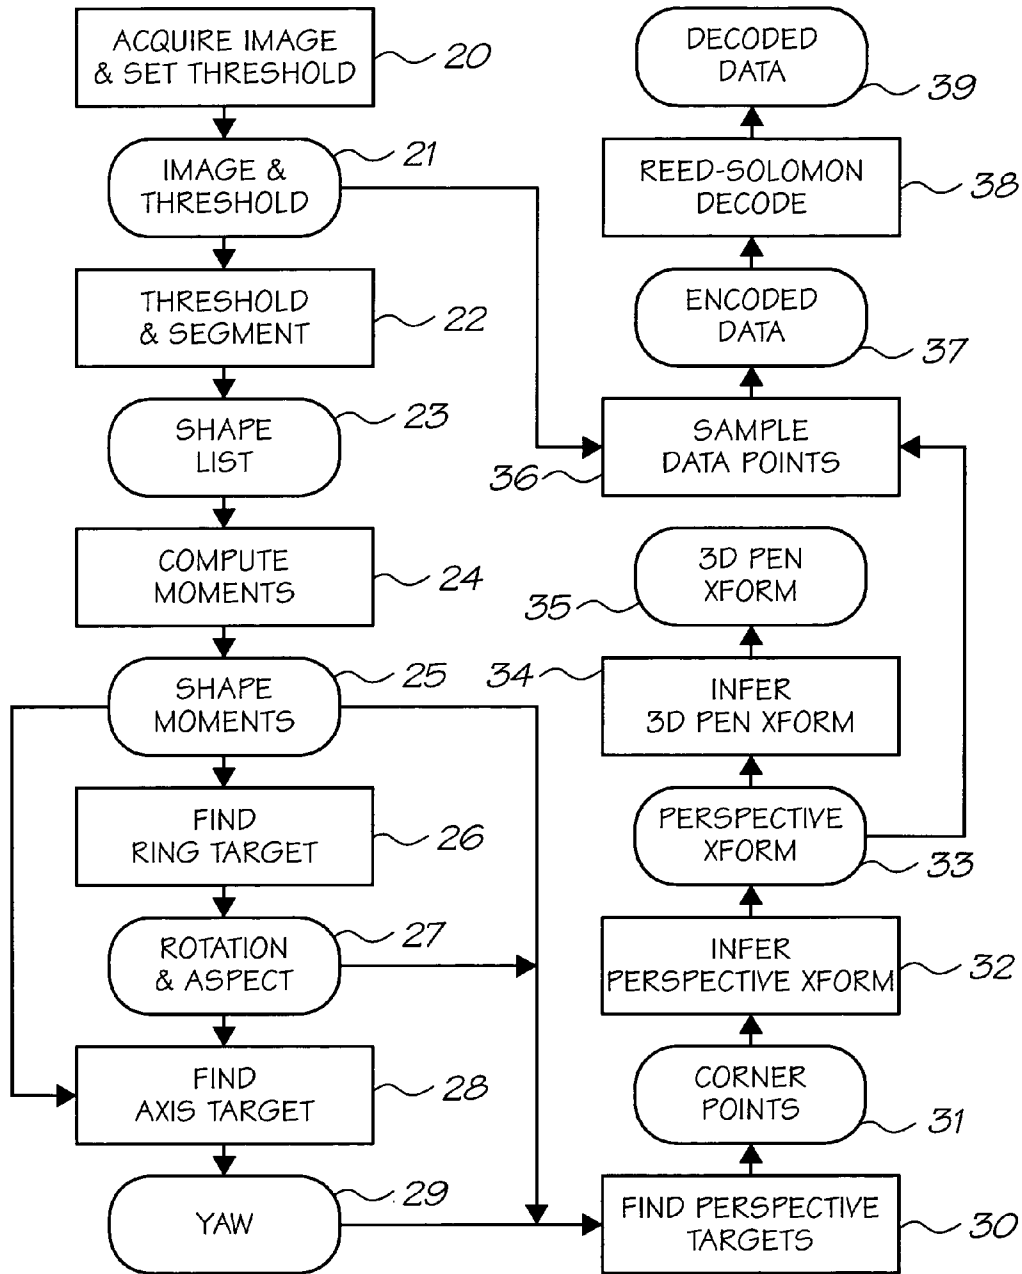 ACQUIRE IMAGE
& SET THRESHOLD
20
IMAGE &
THRESHOLD
21
THRESHOLD
& SEGMENT
22
SHAPE
LIST
23
COMPUTE
MOMENTS
24
SHAPE
MOMENTS
25
FIND
RING TARGET
26
ROTATION
& ASPECT
27
FIND
AXIS TARGET
28
YAW
29
FIND PERSPECTIVE
TARGETS
30
CORNER
POINTS
31
INFER
PERSPECTIVE XFORM
32
PERSPECTIVE
XFORM
33
INFER
3D PEN XFORM
34
3D PEN
XFORM
35
SAMPLE
DATA POINTS
36
ENCODED
DATA
37
REED-SOLOMON
DECODE
38
DECODED
DATA
39